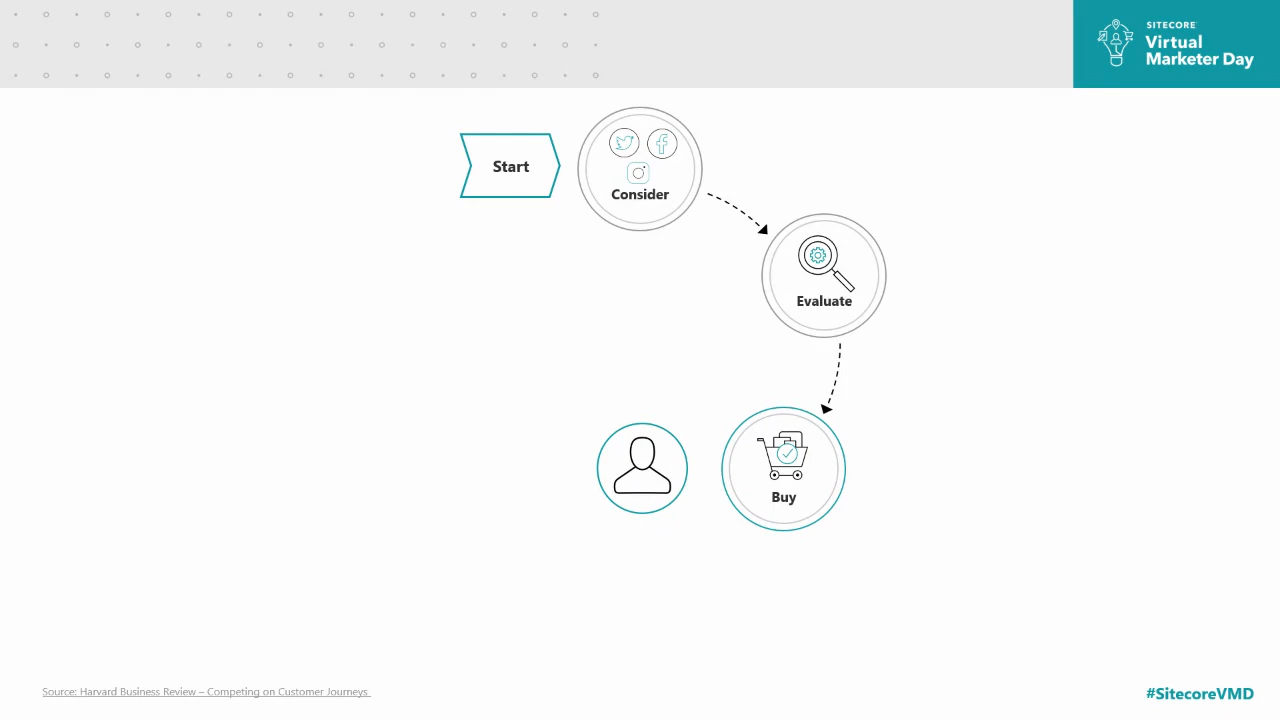 SITECORE
Virtual
Marketer Day
Start
Consider
Evaluate
Buy
Source: Harvard Business Review – Competing on Customer Journeys
#SitecoreVMD